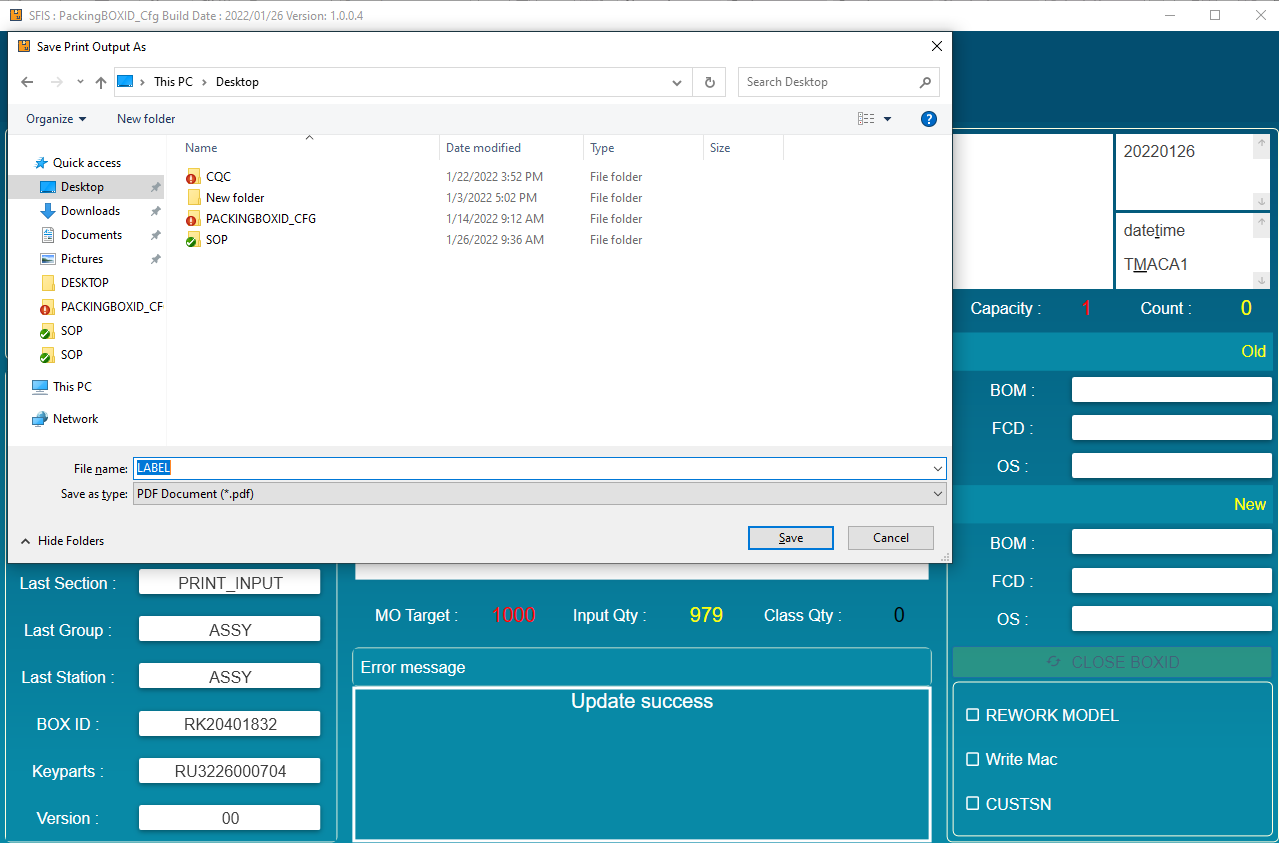 SFIS : PackingBOXID_Cfg Build Date : 2022/01/26 Version: 1.0.0.4
Save Print Output As
This PC > Desktop
Search Desktop
Organize
New folder
Name
Date modified
Type
Size
Quick access
Desktop
Downloads
Documents
Pictures
DESKTOP
PACKINGBOXID_CF
SOP
SOP
This PC
Network
CQC 1/22/2022 3:52 PM File folder
New folder 1/3/2022 5:02 PM File folder
PACKINGBOXID_CFG 1/14/2022 9:12 AM File folder
SOP 1/26/2022 9:36 AM File folder
File name: LABEL
Save as type: PDF Document (*.pdf)
Hide Folders
Save
Cancel
20220126
datetime
TMACA1
Capacity : 1 Count : 0
Old
BOM :
FCD :
OS :
New
BOM :
FCD :
OS :
CLOSE BOXID
REWORK MODEL
Write Mac
CUSTSN
Last Section : PRINT_INPUT
Last Group : ASSY
Last Station : ASSY
BOX ID : RK20401832
Keyparts : RU3226000704
Version : 00
MO Target : 1000 Input Qty : 979 Class Qty : 0
Error message
Update success